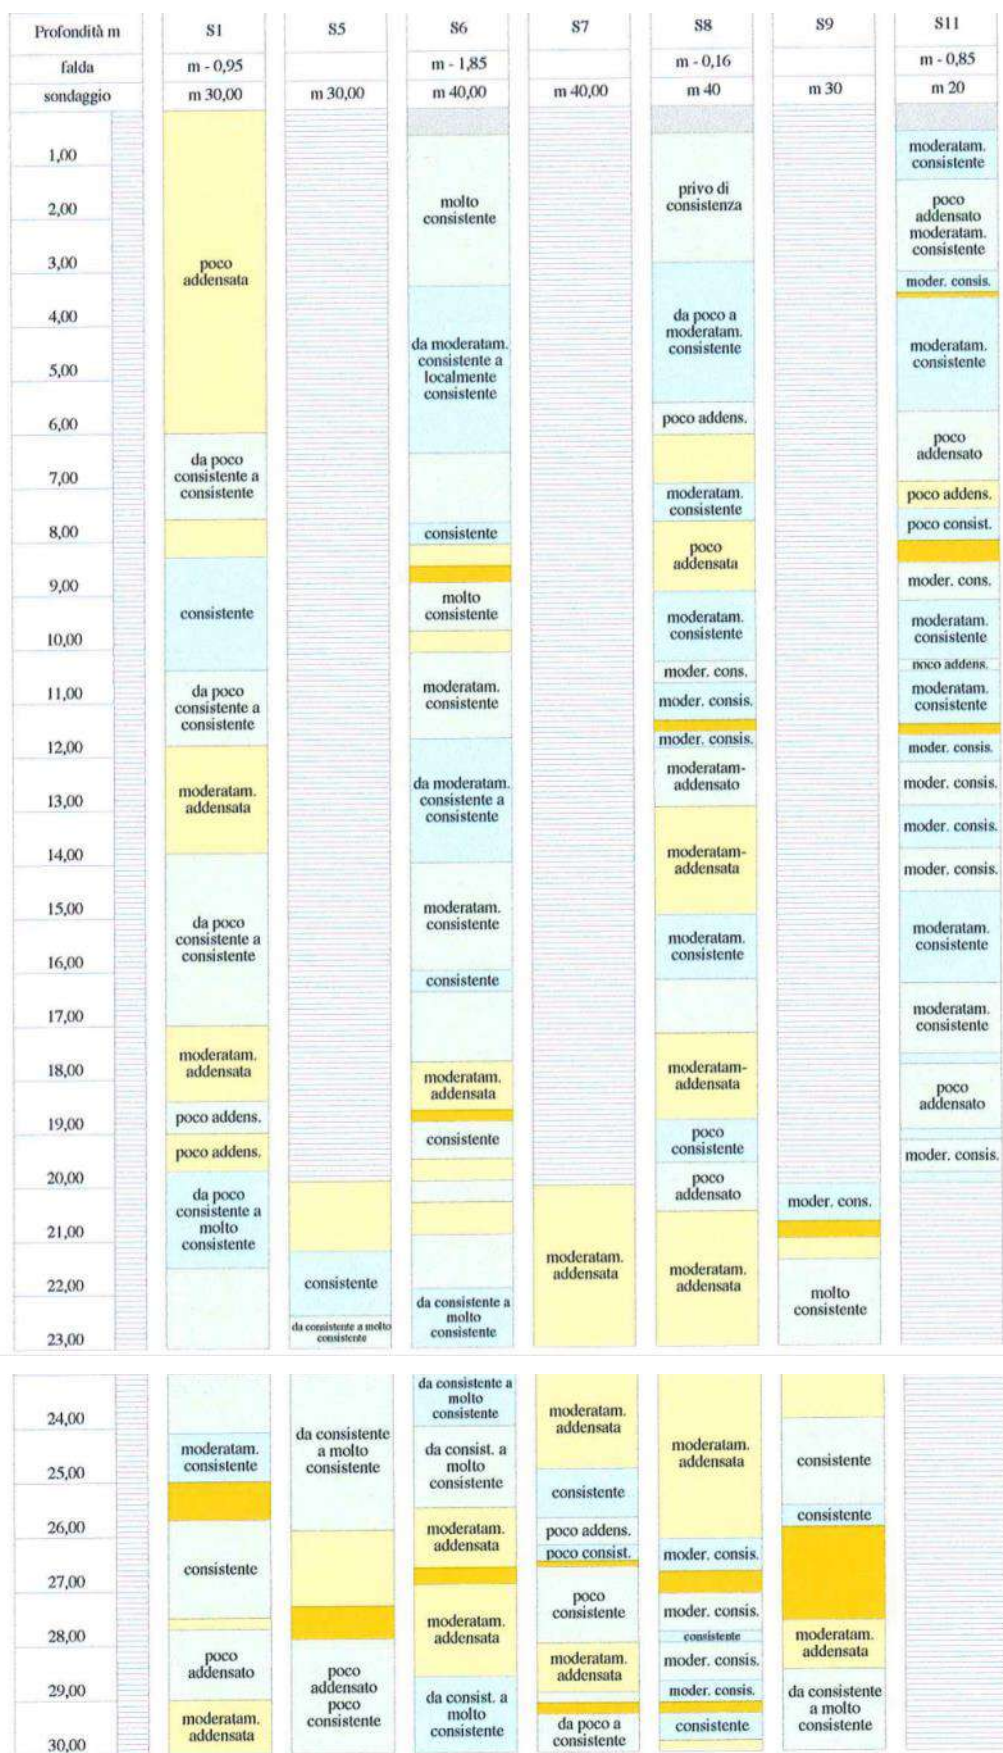 Profondità m
S1
S5
S6
S7
S8
S9
S11
falda
m - 0,95
m - 1,85
m - 0,16
m - 0,85
sondaggio
m 30,00
m 30,00
m 40,00
m 40,00
m 40
m 30
m 20
1,00
2,00
3,00
4,00
5,00
6,00
7,00
8,00
9,00
10,00
11,00
12,00
13,00
14,00
15,00
16,00
17,00
18,00
19,00
20,00
21,00
22,00
23,00
poco
addensata
da poco
consistente a
consistente
consistente
da poco
consistente a
consistente
moderatam.
addensata
da poco
consistente a
consistente
moderatam.
addensata
poco addens.
poco addens.
da poco
consistente a
molto
consistente
consistente
da consistente a molto
consistente
molto
consistente
da moderatam.
consistente a
localmente
consistente
consistente
molto
consistente
moderatam.
consistente
da moderatam.
consistente a
consistente
moderatam.
consistente
consistente
moderatam.
addensata
consistente
da consistente a
molto
consistente
moderatam.
addensata
privo di
consistenza
da poco a
moderatam.
consistente
poco addens.
moderatam.
consistente
poco
addensata
moderatam.
consistente
moder. cons.
moder. consis.
moder. consis.
moderatam-
addensato
moderatam-
addensata
moderatam.
consistente
moderatam-
addensata
poco
consistente
poco
addensato
moderatam.
addensata
moder. cons.
molto
consistente
moderatam.
consistente
poco
addensato
moderatam.
consistente
moder. consis.
moderatam.
consistente
poco
addensato
poco addens.
poco consist.
moder. cons.
moderatam.
consistente
poco addens.
moderatam.
consistente
moder. consis.
moder. consis.
moder. consis.
moder. consis.
moderatam.
consistente
moderatam.
consistente
poco
addensato
moder. consis.
24,00
25,00
26,00
27,00
28,00
29,00
30,00
moderatam.
consistente
consistente
poco
addensato
moderatam.
addensata
da consistente
a molto
consistente
poco
addensato
poco
consistente
da consistente a
molto
consistente
da consist. a
molto
consistente
moderatam.
addensata
moderatam.
addensata
da consist. a
molto
consistente
moderatam.
addensata
consistente
poco addens.
poco consist.
poco
consistente
moderatam.
addensata
da poco a
consistente
moderatam.
addensata
moder. consis.
moder. consis.
consistente
moder. consis.
moder. consis.
consistente
consistente
consistente
moderatam.
addensata
da consistente
a molto
consistente